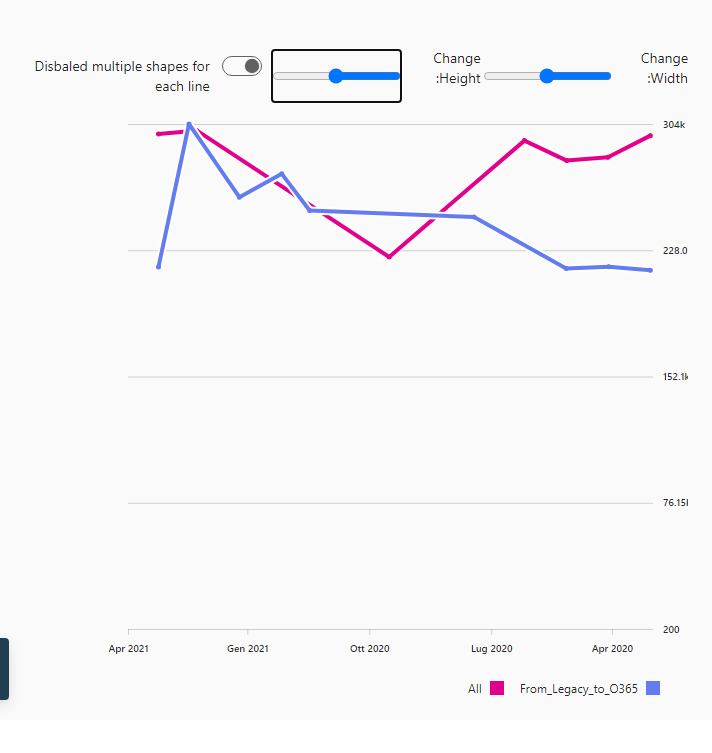 Disbaled multiple shapes for
each line
Change
:Height
Change
:Width
304k
228.0
152.1k
76.15
200
Apr 2021
Gen 2021
Ott 2020
Lug 2020
Apr 2020
All
From_Legacy_to_O365